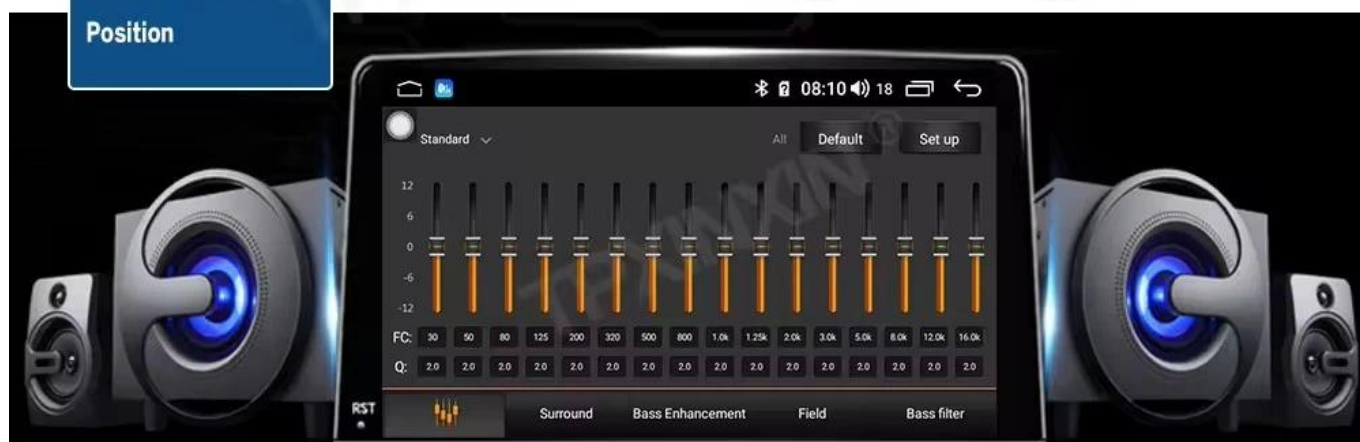 Position
08:10 18
Standard
All Default Set up
12
6
0
-6
-12
FC: 30 50 80 125 200 320 500 800 1.0k 1.25k 2.0k 3.0k 5.0k 8.0k 12.0k 16.0k
Q: 2.0 2.0 2.0 2.0 2.0 2.0 2.0 2.0 2.0 2.0 2.0 2.0 2.0 2.0 2.0 2.0
RST
Surround Bass Enhancement Field Bass filter
TPXINXIN®